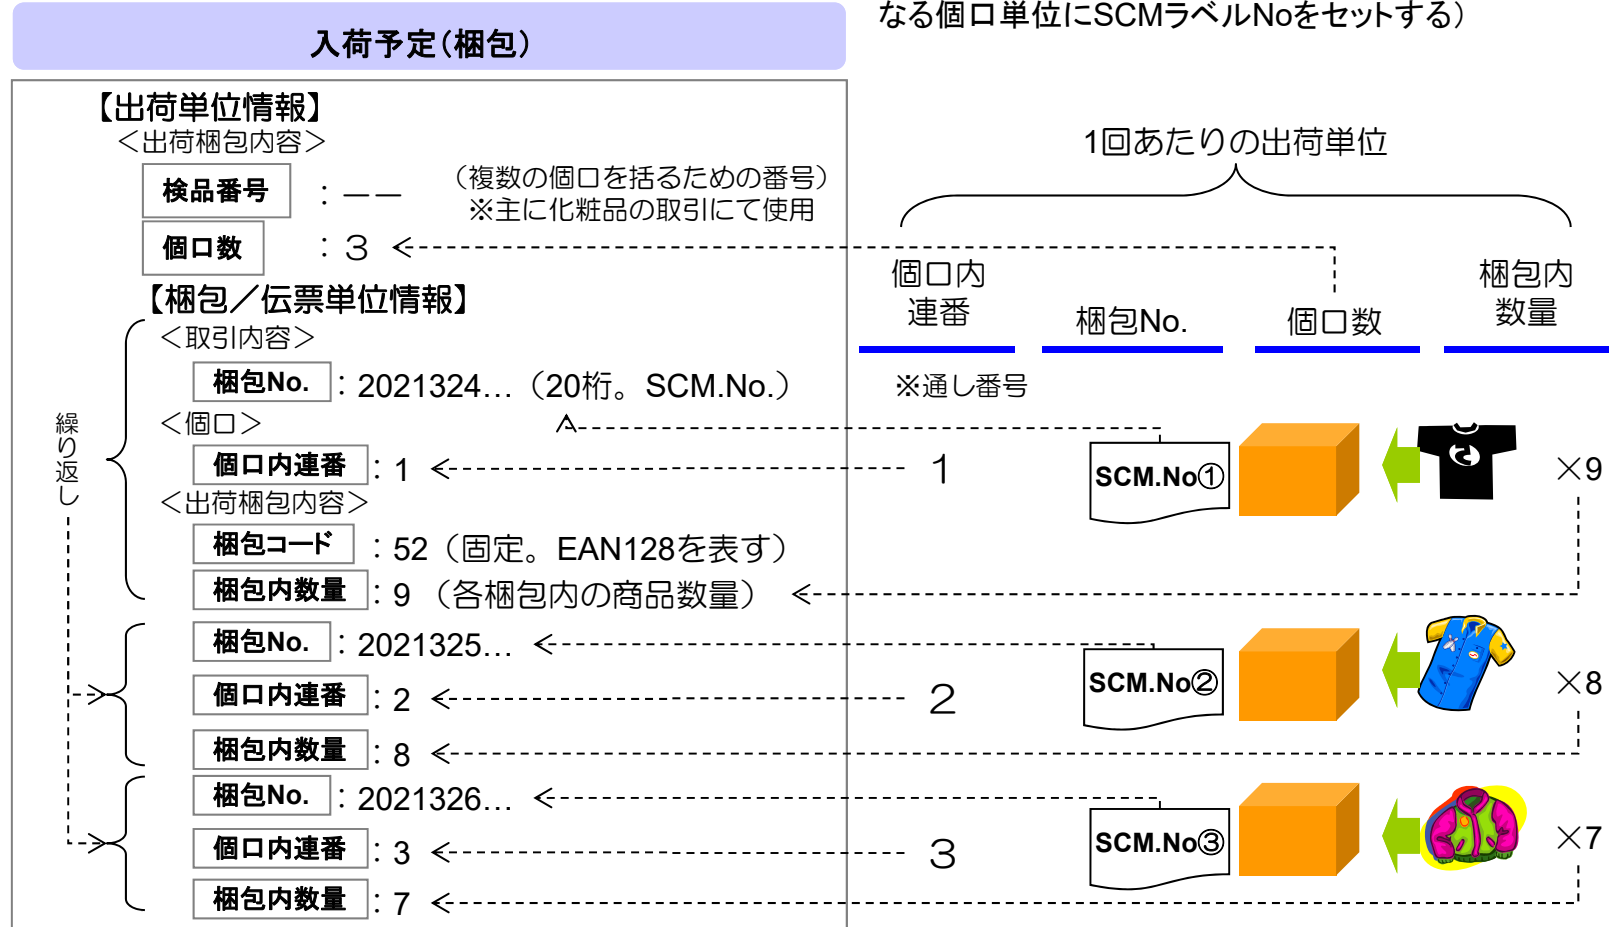 なる個口単位にSCMラベルNoをセットする）
入荷予定（梱包）
【出荷単位情報】
＜出荷梱包内容＞
検品番号 ：－－ （複数の個口を括るための番号）
※主に化粧品の取引にて使用
個口数 ：３
【梱包／伝票単位情報】
＜取引内容＞
梱包No. ：2021324…（20桁。SCM.No.）
＜個口＞
個口内連番 ：1
＜出荷梱包内容＞
梱包コード ：52（固定。EAN128を表す）
梱包内数量 ：9 （各梱包内の商品数量）
梱包No. ：2021325…
個口内連番 ：2
梱包内数量 ：8
梱包No. ：2021326…
個口内連番 ：3
梱包内数量 ：7
繰り返し
1回あたりの出荷単位
個口内
連番
梱包No.
個口数
梱包内
数量
※通し番号
1
SCM.No①
×9
2
SCM.No②
×8
3
SCM.No③
×7